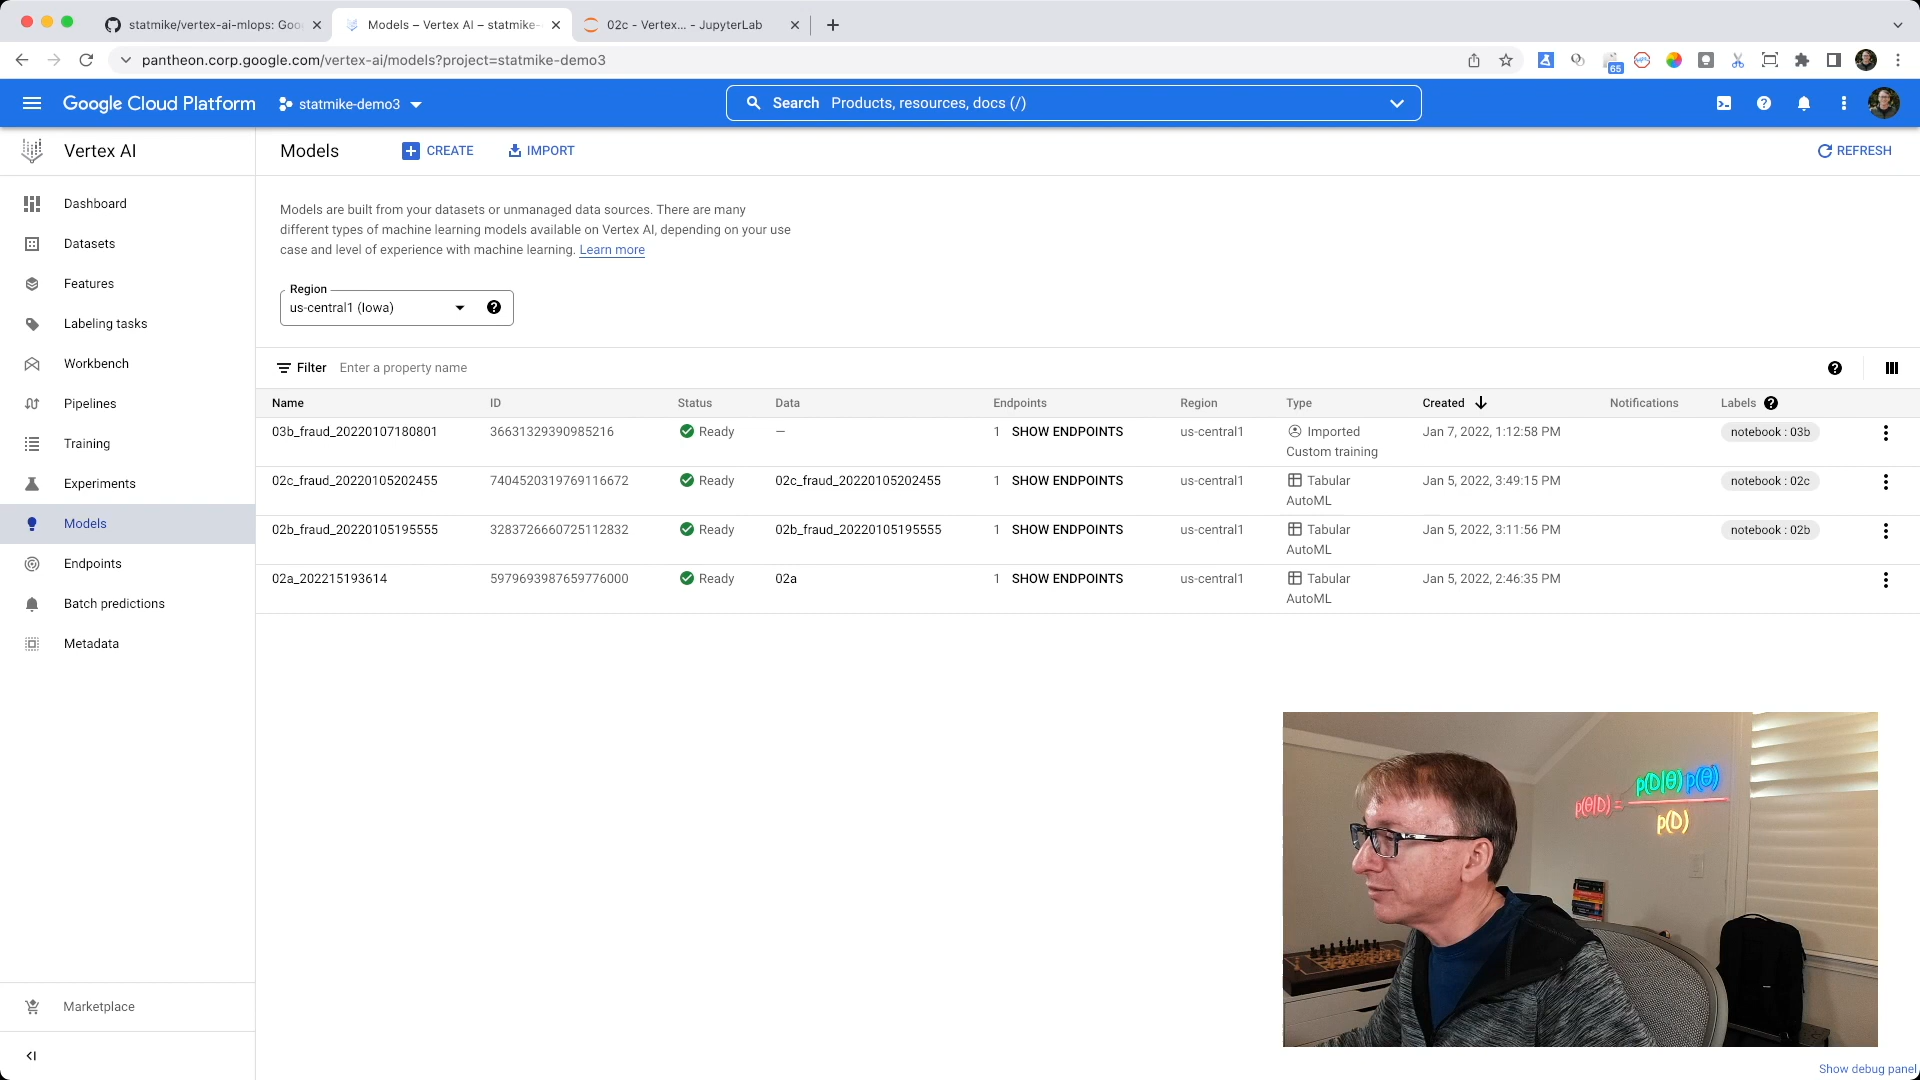 statmike/vertex-ai-mlops: Goo
Models – Vertex AI – statmike-
02c - Vertex... - JupyterLab
pantheon.corp.google.com/vertex-ai/models?project=statmike-demo3
65
Google Cloud Platform
statmike-demo3
Search Products, resources, docs (/)
Vertex AI
Models
CREATE
IMPORT
REFRESH
Dashboard
Datasets
Features
Labeling tasks
Workbench
Pipelines
Training
Experiments
Models
Endpoints
Batch predictions
Metadata
Marketplace
Models are built from your datasets or unmanaged data sources. There are many
different types of machine learning models available on Vertex AI, depending on your use
case and level of experience with machine learning. Learn more
Region
us-central1 (Iowa)
Filter Enter a property name
Name ID Status Data Endpoints Region Type Created Notifications Labels
03b_fraud_20220107180801 36631329390985216 Ready — 1 SHOW ENDPOINTS us-central1 Imported Jan 7, 2022, 1:12:58 PM notebook : 03b
Custom training
02c_fraud_20220105202455 7404520319769116672 Ready 02c_fraud_20220105202455 1 SHOW ENDPOINTS us-central1 Tabular Jan 5, 2022, 3:49:15 PM notebook : 02c
AutoML
02b_fraud_20220105195555 3283726660725112832 Ready 02b_fraud_20220105195555 1 SHOW ENDPOINTS us-central1 Tabular Jan 5, 2022, 3:11:56 PM notebook : 02b
AutoML
02a_202215193614 5979693987659776000 Ready 02a 1 SHOW ENDPOINTS us-central1 Tabular Jan 5, 2022, 2:46:35 PM
AutoML
p(θ|D) = p(D|θ) p(θ)
p(D)
Show debug panel